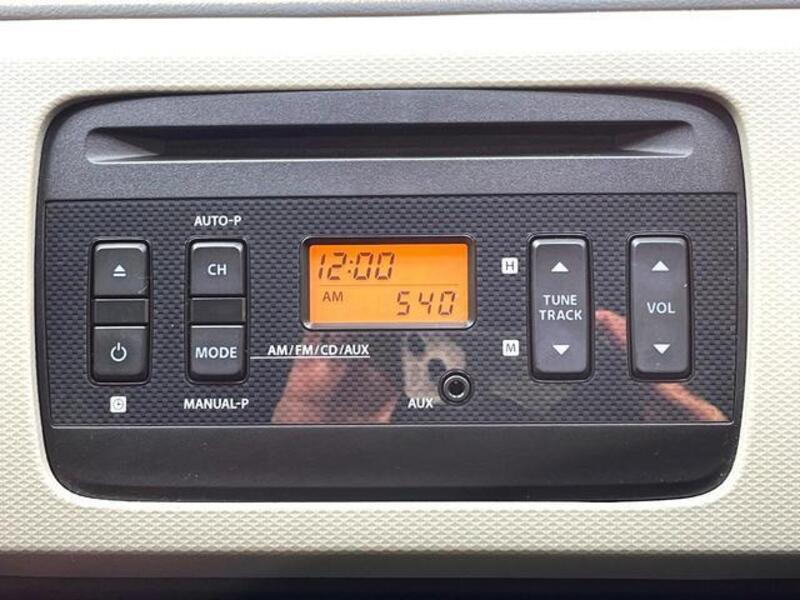 AUTO-P
CH
MODE
AM/FM/CD/AUX
MANUAL-P
12:00
AM 540
AUX
H
M
TUNE
TRACK
VOL